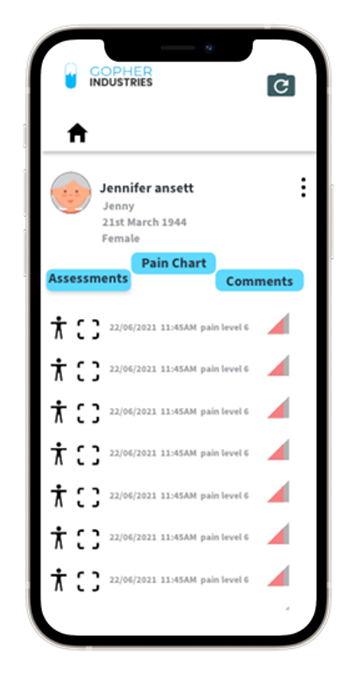 GOPHER
INDUSTRIES
Jennifer ansett
Jenny
21st March 1944
Female
Assessments
Pain Chart
Comments
22/06/2021 11:45AM pain level 6
22/06/2021 11:45AM pain level 6
22/06/2021 11:45AM pain level 6
22/06/2021 11:45AM pain level 6
22/06/2021 11:45AM pain level 6
22/06/2021 11:45AM pain level 6
22/06/2021 11:45AM pain level 6